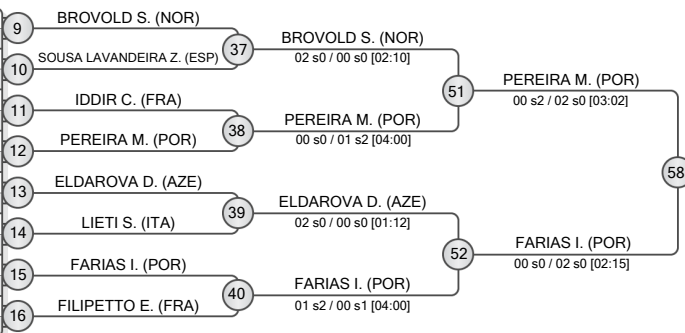 9
BROVOLD S. (NOR)
37
10
SOUSA LAVANDEIRA Z. (ESP)
BROVOLD S. (NOR)
02 s0 / 00 s0 [02:10]
51
11
IDDIR C. (FRA)
38
12
PEREIRA M. (POR)
PEREIRA M. (POR)
00 s0 / 01 s2 [04:00]
PEREIRA M. (POR)
00 s2 / 02 s0 [03:02]
58
13
ELDAROVA D. (AZE)
39
14
LIETI S. (ITA)
ELDAROVA D. (AZE)
02 s0 / 00 s0 [01:12]
52
15
FARIAS I. (POR)
40
16
FILIPETTO E. (FRA)
FARIAS I. (POR)
01 s2 / 00 s1 [04:00]
FARIAS I. (POR)
00 s0 / 02 s0 [02:15]